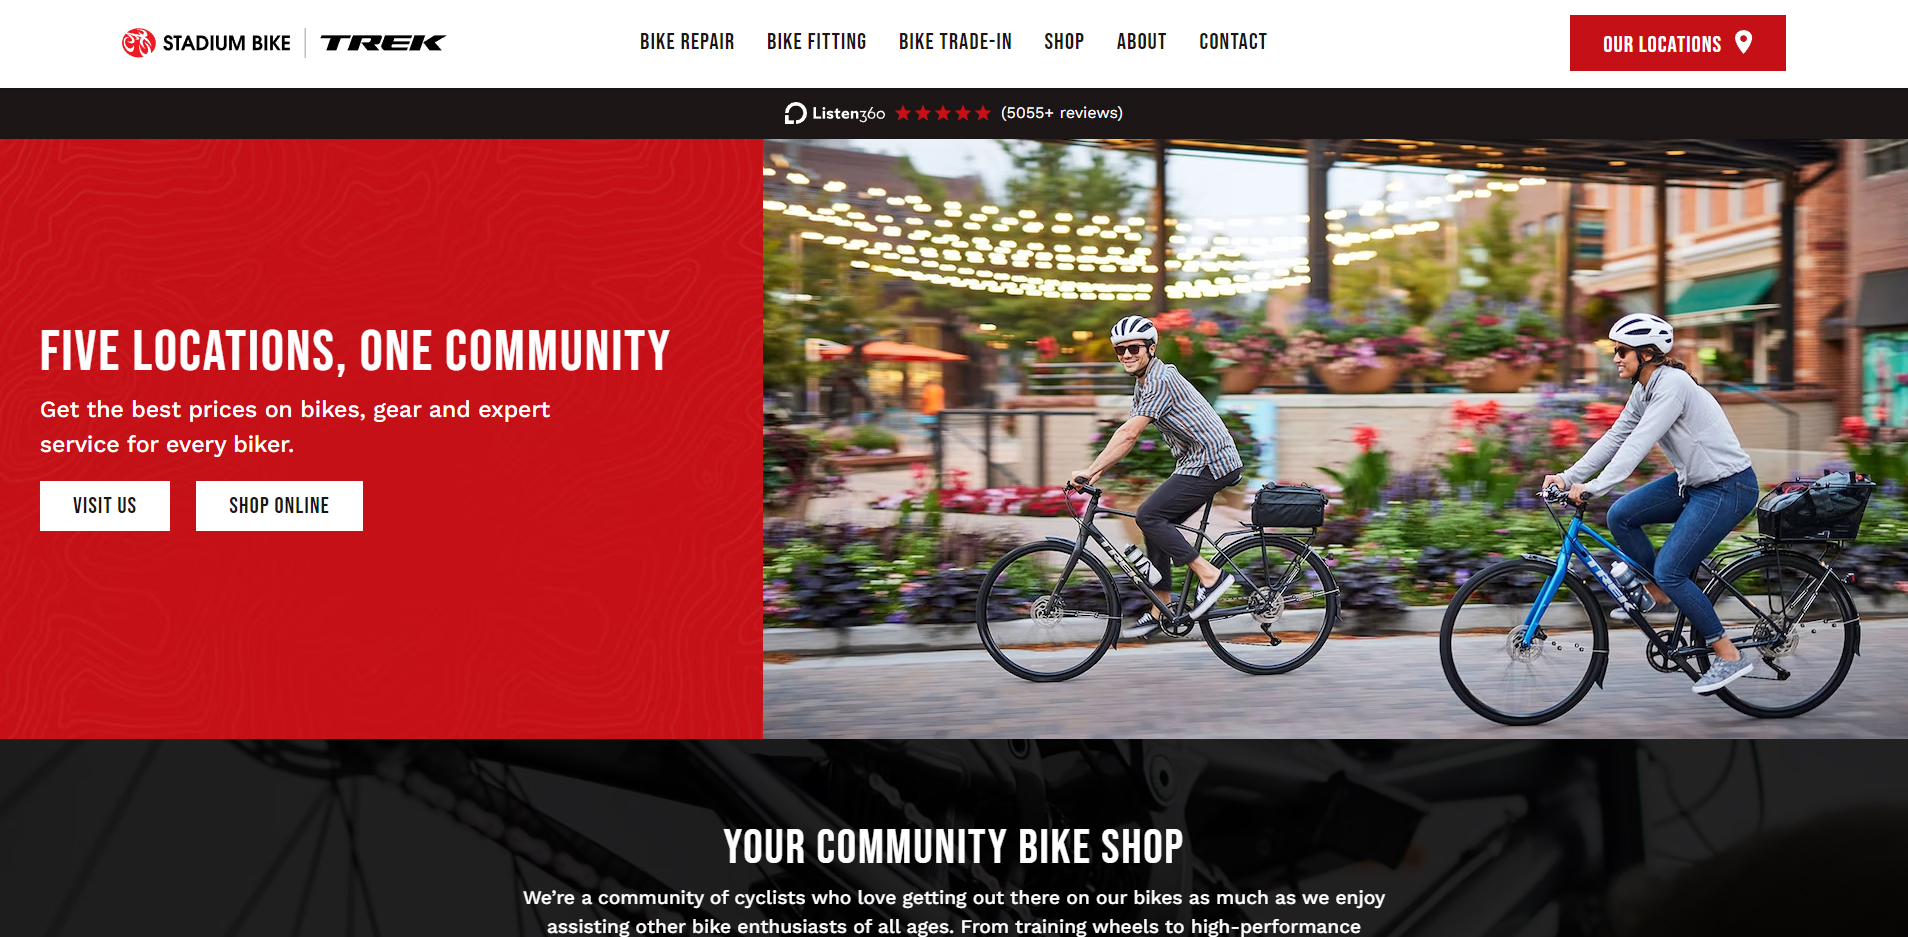 STADIUM BIKE | TREK
BIKE REPAIR
BIKE FITTING
BIKE TRADE-IN
SHOP
ABOUT
CONTACT
OUR LOCATIONS
Listen360 (5055+ reviews)
FIVE LOCATIONS, ONE COMMUNITY
Get the best prices on bikes, gear and expert
service for every biker.
VISIT US
SHOP ONLINE
TREK
TREK
YOUR COMMUNITY BIKE SHOP
We’re a community of cyclists who love getting out there on our bikes as much as we enjoy
assisting other bike enthusiasts of all ages. From training wheels to high-performance